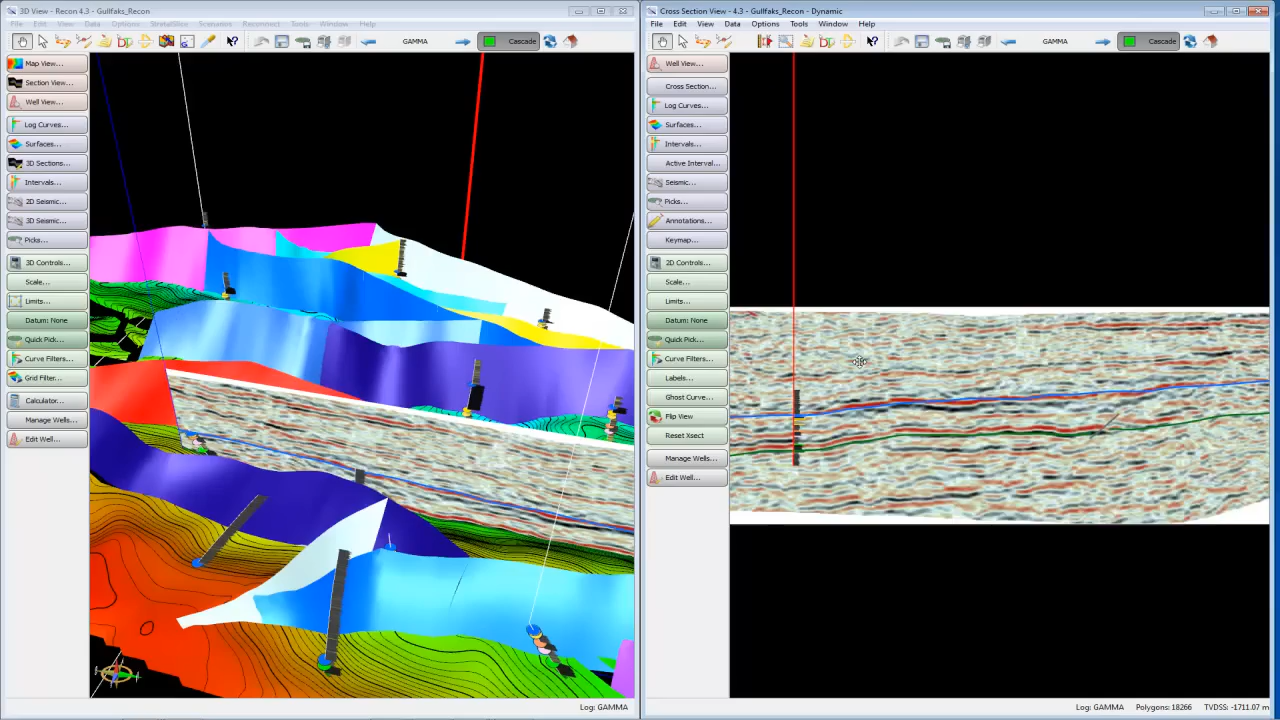 3D View - Recon 4.3 - Gullfaks_Recon
File Edit View Data Options StrataSlice Scenarios Reconnect Tools Window Help
GAMMA
Cascade
Map View...
Section View...
Well View...
Log Curves...
Surfaces...
3D Sections...
Intervals...
2D Seismic...
3D Seismic...
Picks...
3D Controls...
Scale...
Limits...
Datum: None
Quick Pick...
Curve Filters...
Grid Filter...
Calculator...
Manage Wells...
Edit Well...
Log: GAMMA
Cross Section View - 4.3 - Gullfaks_Recon - Dynamic
File Edit View Data Options Tools Window Help
GAMMA
Cascade
Well View...
Cross Section...
Log Curves...
Surfaces...
Intervals...
Active Interval...
Seismic...
Picks...
Annotations...
Keymap...
2D Controls...
Scale...
Limits...
Datum: None
Quick Pick...
Curve Filters...
Labels...
Ghost Curve...
Flip View
Reset Xsect
Manage Wells...
Edit Well...
Log: GAMMA Polygons: 18266 TVDSS: -1711.07 m